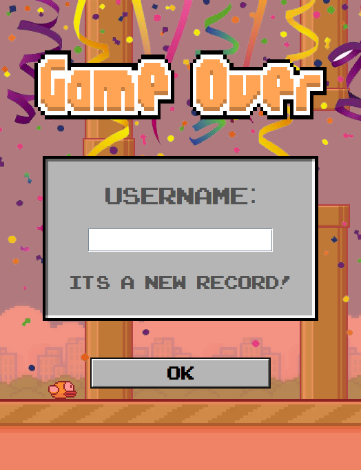 Game Over
USERNAME:
ITS A NEW RECORD!
OK